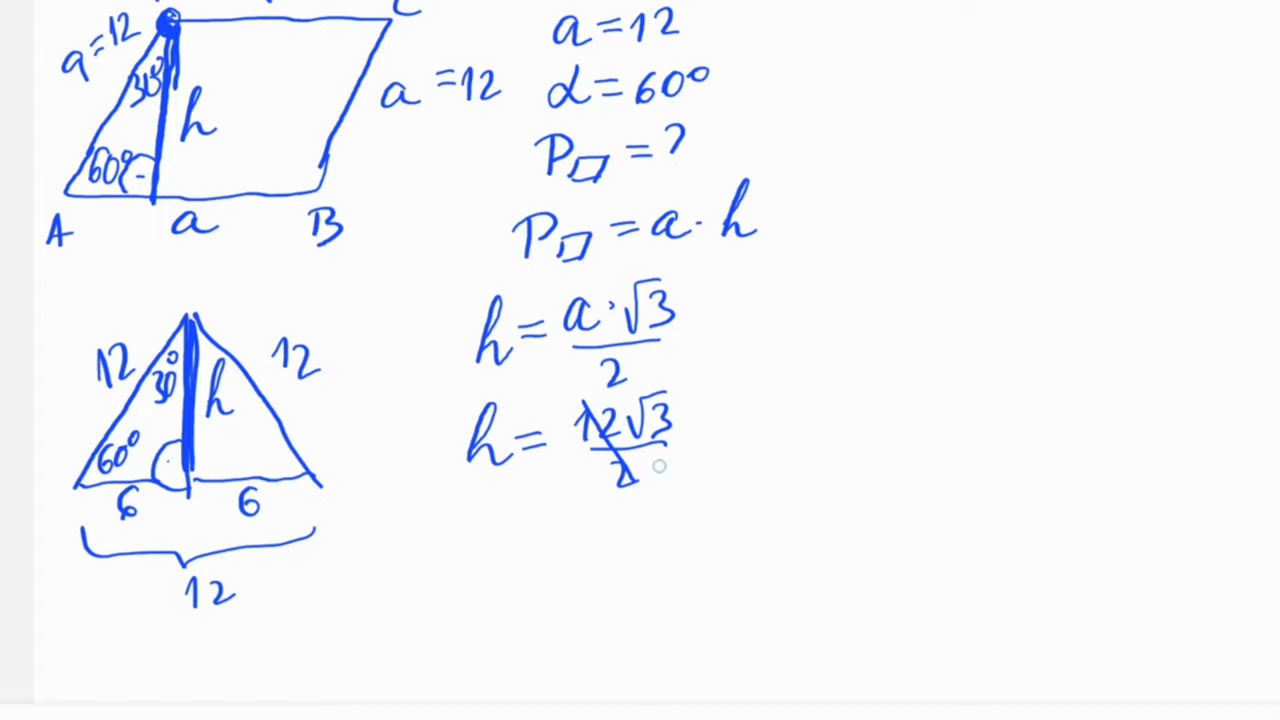 C
a=12
30°
h
a=12
60°
A
a
B
a=12
α=60°
P▱=?
P▱=a·h
h=a·√3/2
h=12√3/2
12
30°
h
12
60°
6
6
12